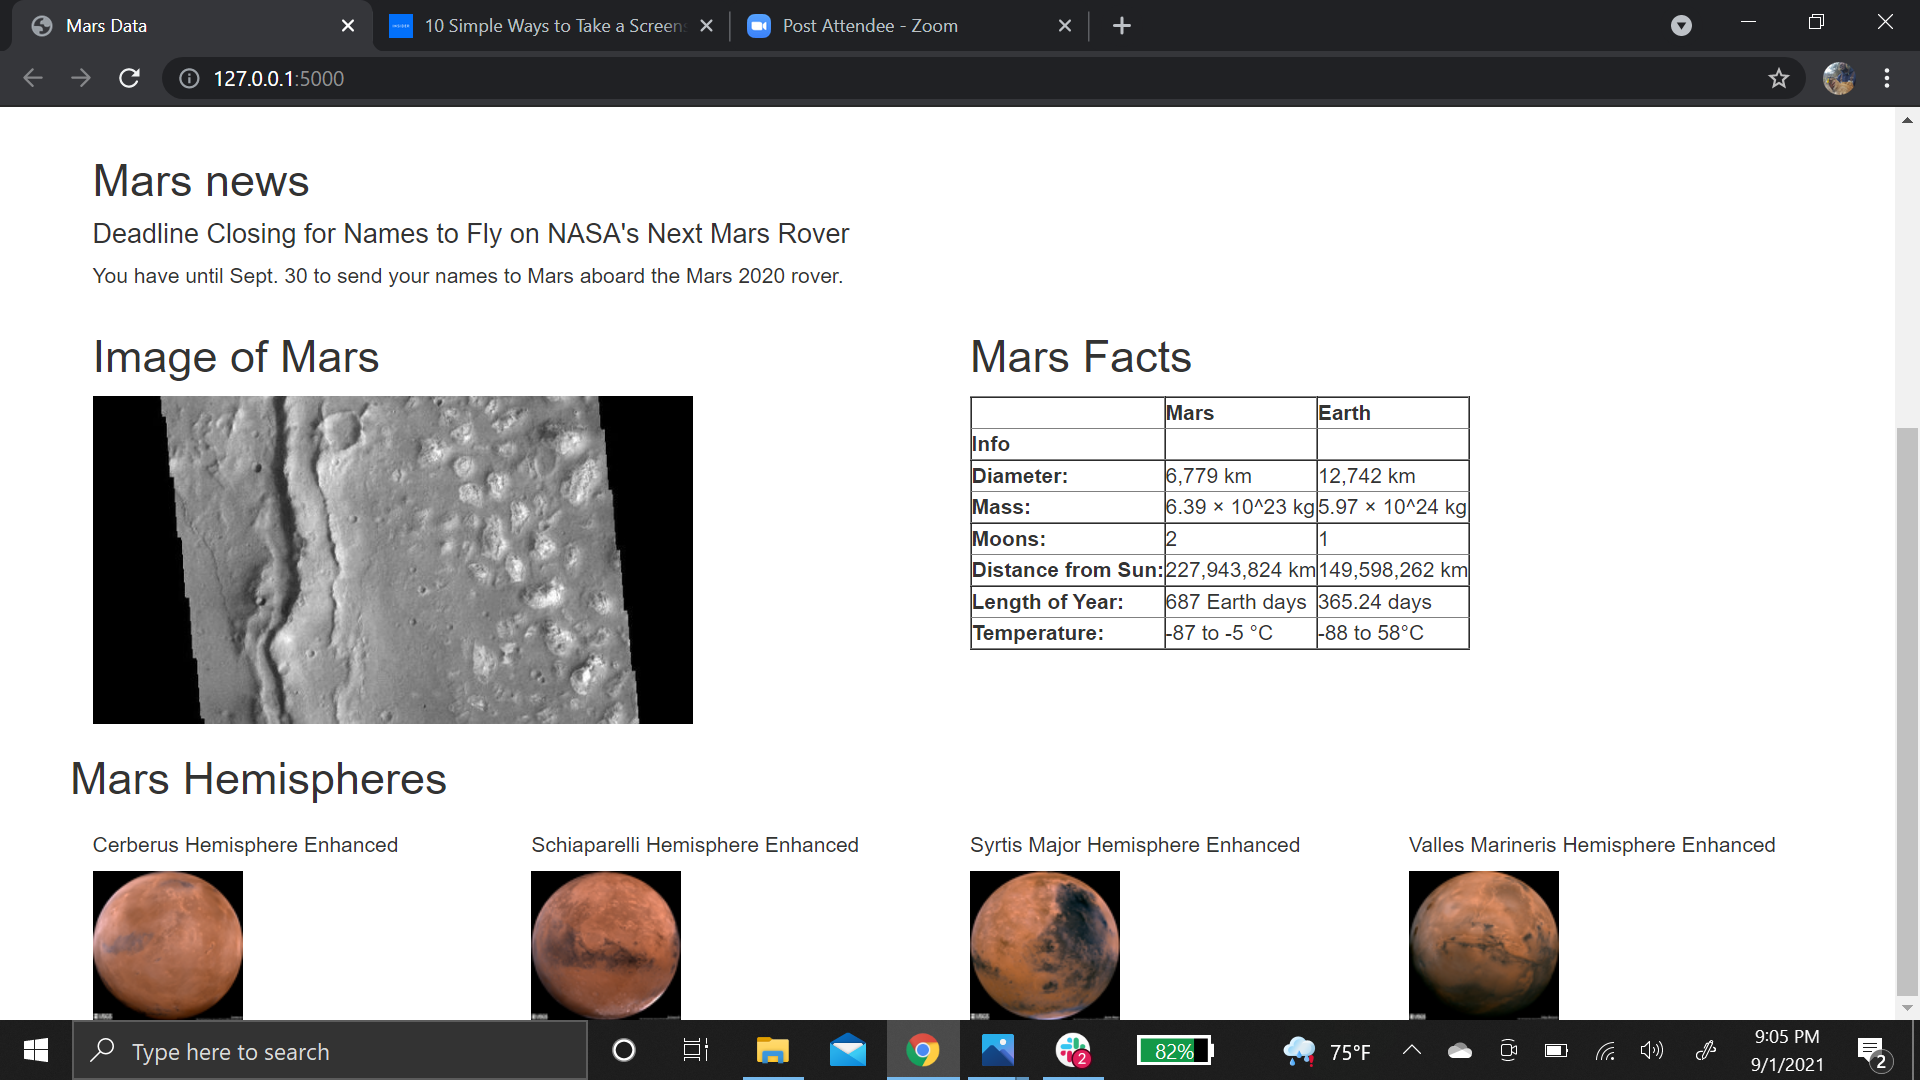 Mars Data
10 Simple Ways to Take a Screens
Post Attendee - Zoom
127.0.0.1:5000
Mars news
Deadline Closing for Names to Fly on NASA's Next Mars Rover
You have until Sept. 30 to send your names to Mars aboard the Mars 2020 rover.
Image of Mars
Mars Facts
Mars Earth
Info
Diameter: 6,779 km 12,742 km
Mass: 6.39 × 10^23 kg 5.97 × 10^24 kg
Moons: 2 1
Distance from Sun: 227,943,824 km 149,598,262 km
Length of Year: 687 Earth days 365.24 days
Temperature: -87 to -5 °C -88 to 58°C
Mars Hemispheres
Cerberus Hemisphere Enhanced
Schiaparelli Hemisphere Enhanced
Syrtis Major Hemisphere Enhanced
Valles Marineris Hemisphere Enhanced
Type here to search
2
82%
75°F
9:05 PM
9/1/2021
2